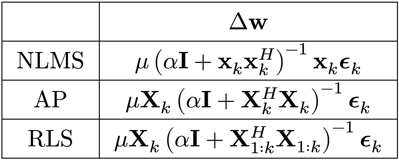 Δw
NLMS μ(αI + x_k x_k^H)^{-1} x_k ϵ_k
AP μX_k (αI + X_k^H X_k)^{-1} ϵ_k
RLS μX_k (αI + X_{1:k}^H X_{1:k})^{-1} ϵ_k